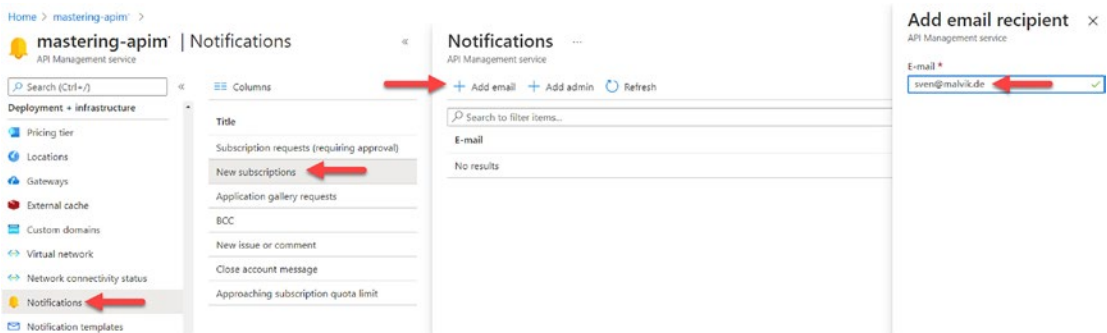 Home > mastering-apim >
mastering-apim | Notifications
API Management service
Search (Ctrl+/)
Deployment + infrastructure
Pricing tier
Locations
Gateways
External cache
Custom domains
Virtual network
Network connectivity status
Notifications
Notification templates
Columns
Title
Subscription requests (requiring approval)
New subscriptions
Application gallery requests
BCC
New issue or comment
Close account message
Approaching subscription quota limit
Notifications ...
API Management service
+ Add email + Add admin Refresh
Search to filter items...
E-mail
No results
Add email recipient ×
API Management service
E-mail *
sven@malvik.de